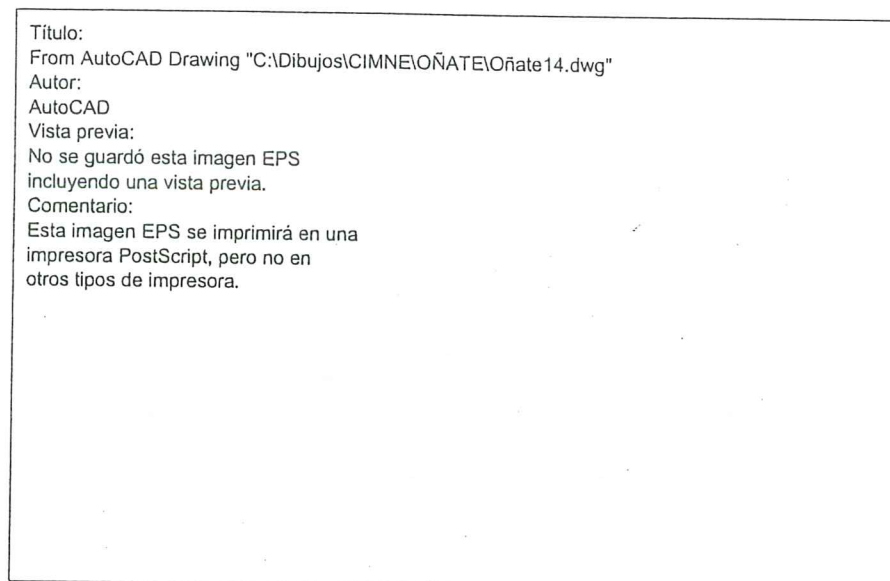 Título:
From AutoCAD Drawing "C:\Dibujos\CIMNE\OÑATE\Oñate14.dwg"
Autor:
AutoCAD
Vista previa:
No se guardó esta imagen EPS
incluyendo una vista previa.
Comentario:
Esta imagen EPS se imprimirá en una
impresora PostScript, pero no en
otros tipos de impresora.